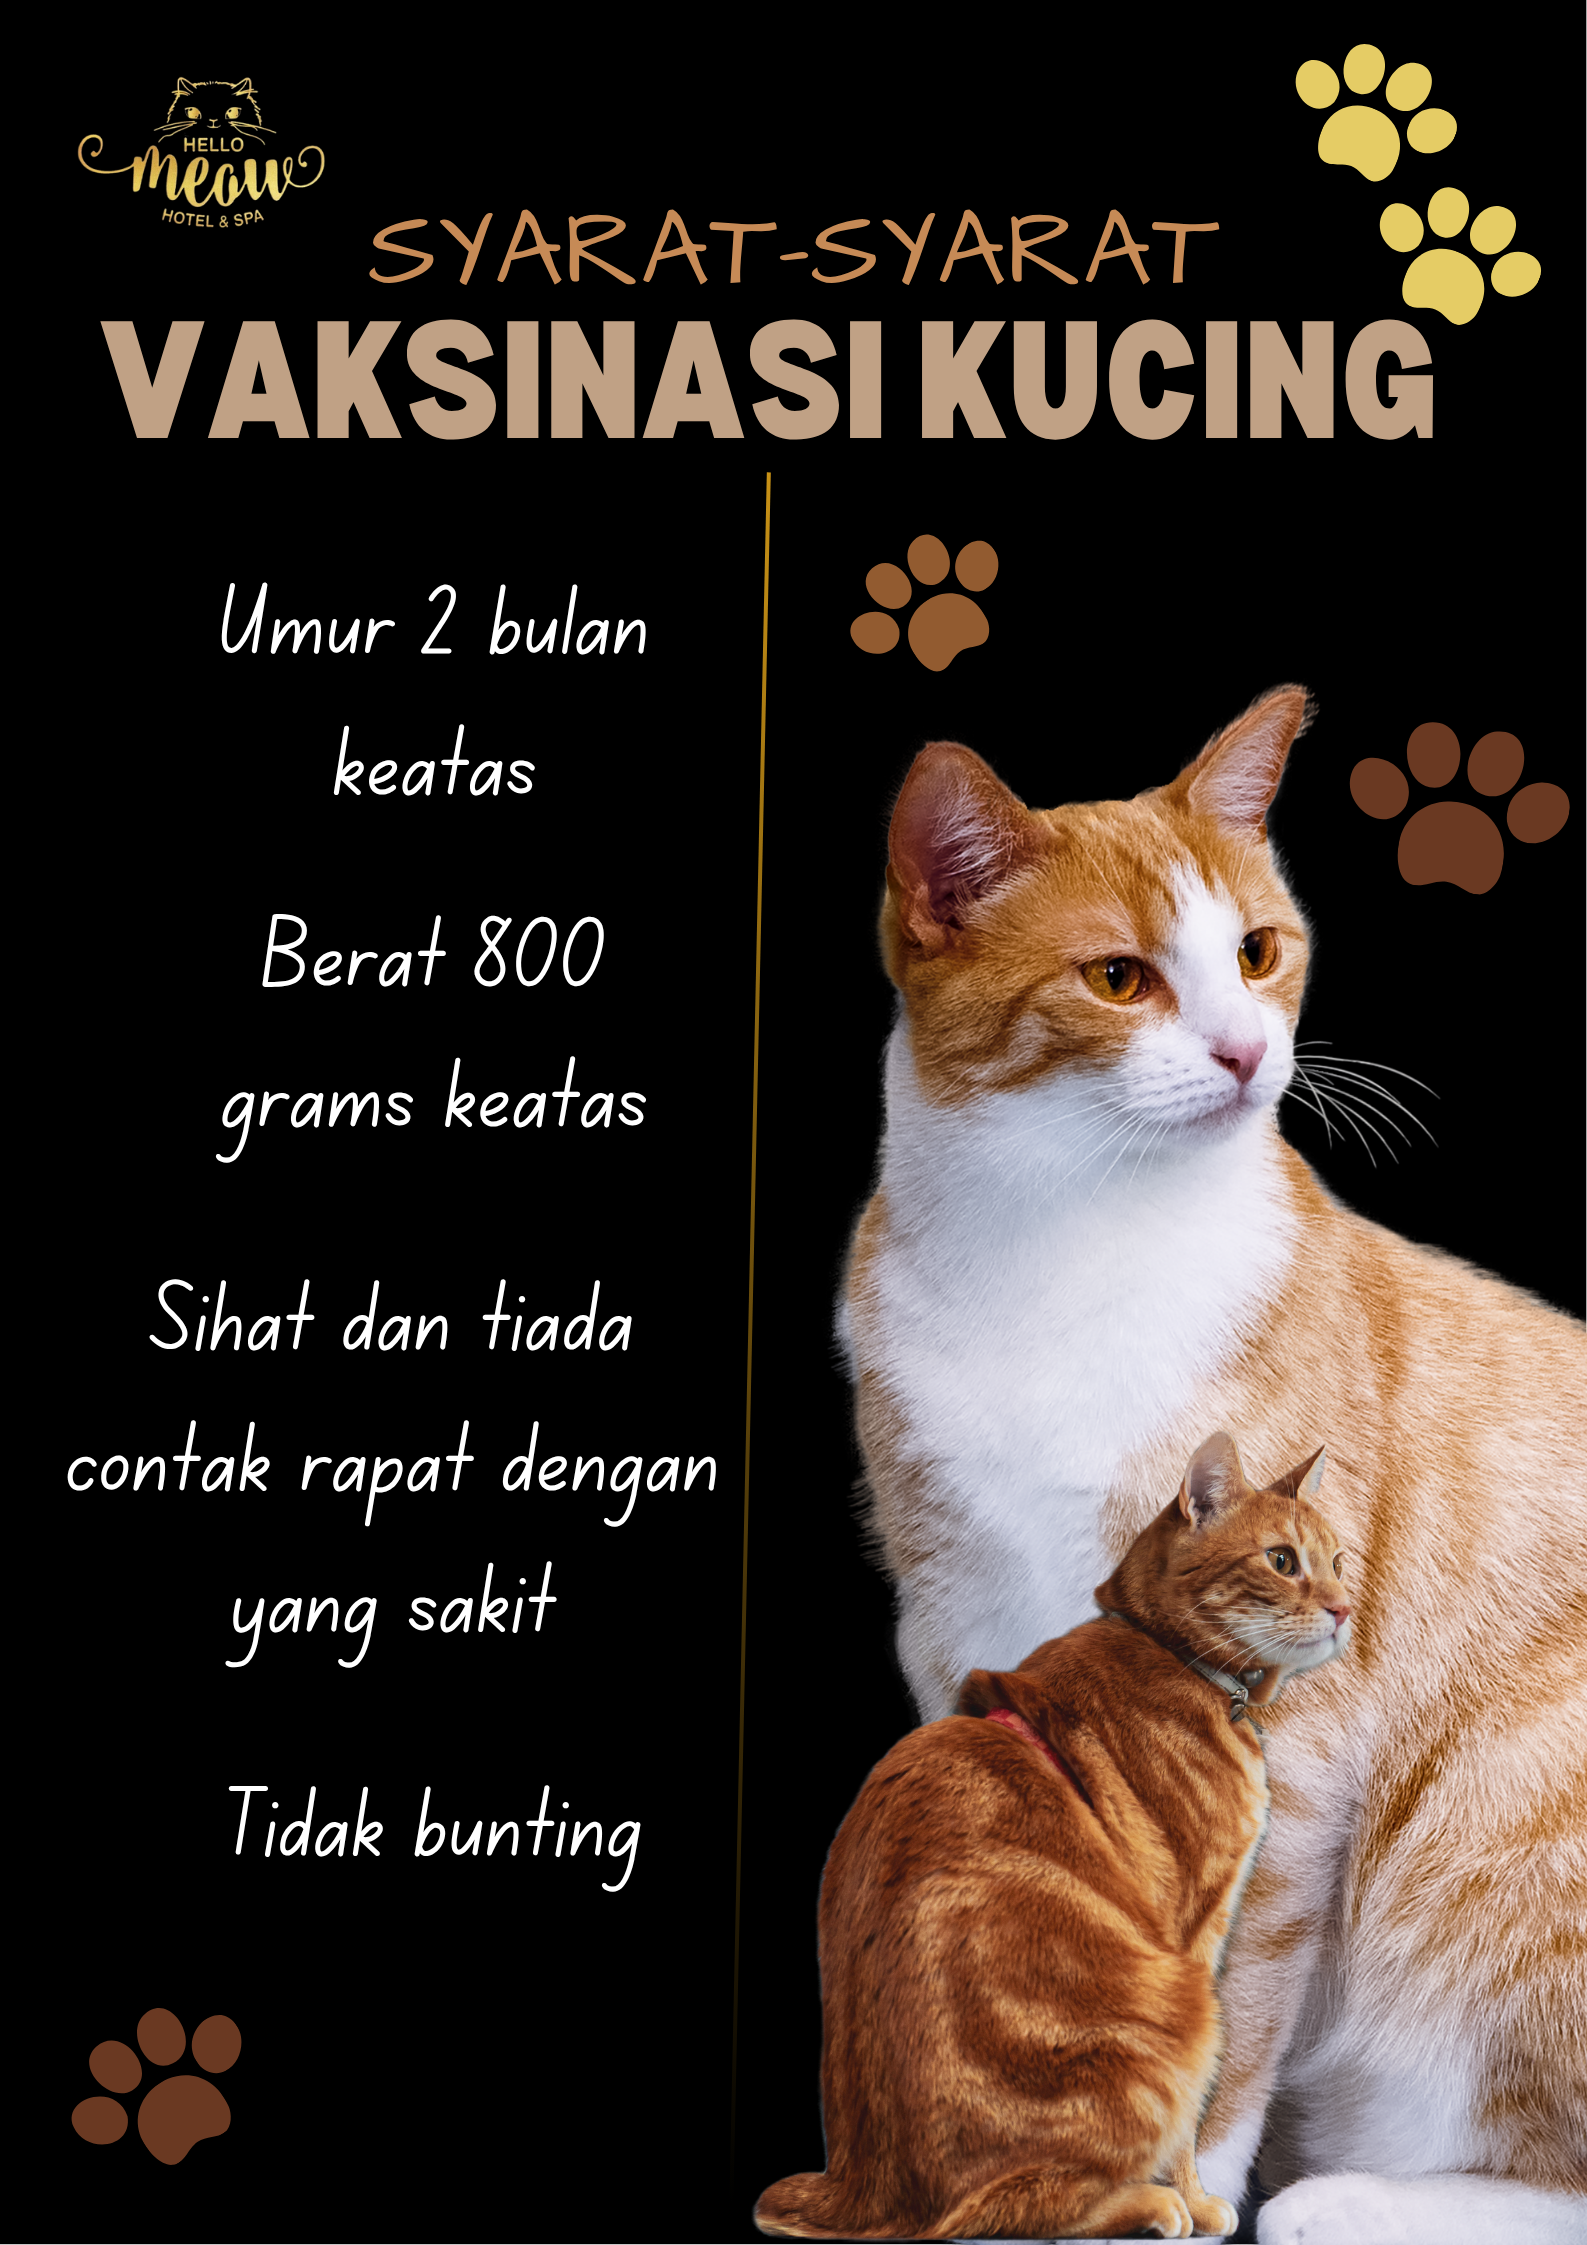 HELLO
meow
HOTEL & SPA
SYARAT-SYARAT
VAKSINASI KUCING
Umur 2 bulan
keatas
Berat 800
grams keatas
Sihat dan tiada
contak rapat dengan
yang sakit
Tidak bunting